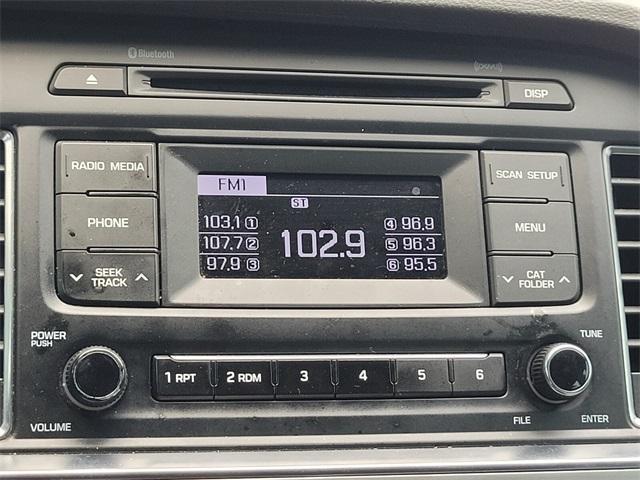 Bluetooth
DISP
RADIO MEDIA
PHONE
SEEK
TRACK
FM1
ST
103.1 1
107.7 2
97.9 3
102.9
4 96.9
5 96.3
6 95.5
SCAN SETUP
MENU
CAT
FOLDER
POWER
PUSH
VOLUME
1 RPT
2 RDM
3
4
5
6
TUNE
FILE
ENTER